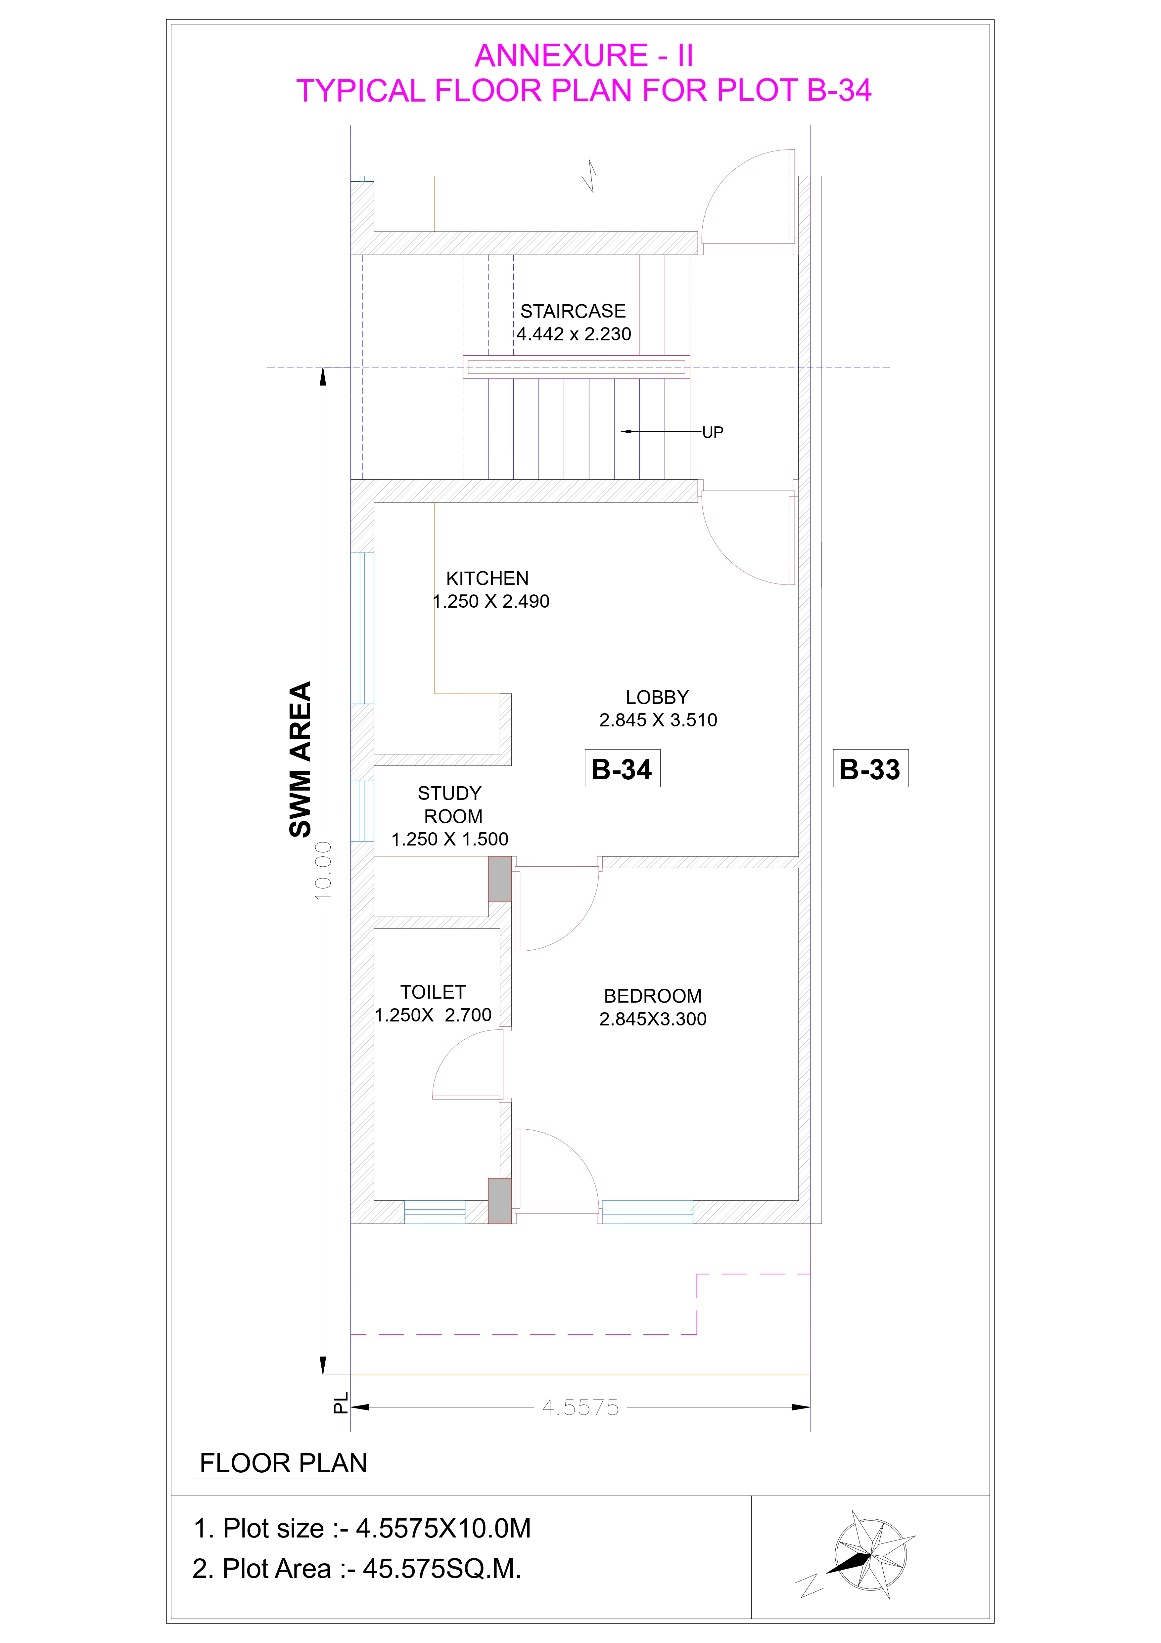 ANNEXURE - II
TYPICAL FLOOR PLAN FOR PLOT B-34
N
STAIRCASE
4.442 x 2.230
UP
KITCHEN
1.250 X 2.490
LOBBY
2.845 X 3.510
B-34
B-33
SWM AREA
10.00
STUDY
ROOM
1.250 X 1.500
TOILET
1.250X 2.700
BEDROOM
2.845X3.300
PL
4.5575
FLOOR PLAN
1. Plot size :- 4.5575X10.0M
2. Plot Area :- 45.575SQ.M.
N